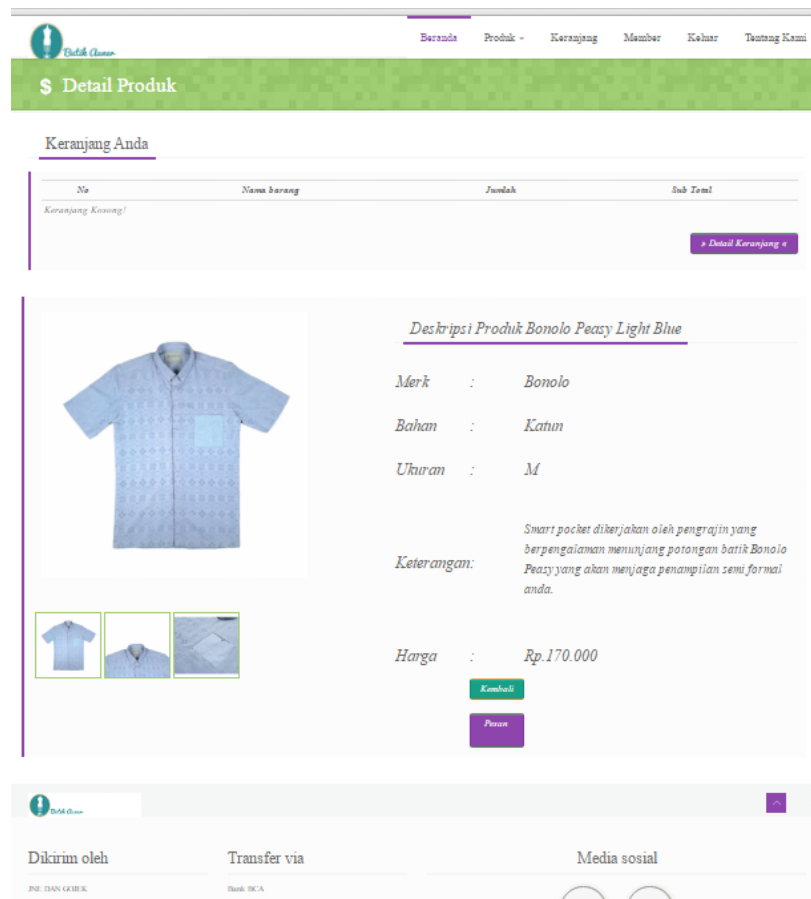 Batik Aunur
Beranda Produk Keranjang Member Keluar Tentang Kami
$ Detail Produk
Keranjang Anda
No Nama barang Jumlah Sub Total
Keranjang Kosong!
» Detail Keranjang «
Deskripsi Produk Bonolo Peasy Light Blue
Merk : Bonolo
Bahan : Katun
Ukuran : M
Keterangan: Smart pocket dikerjakan oleh pengrajin yang
berpengalaman menunjang potongan batik Bonolo
Peasy yang akan menjaga penampilan semi formal
anda.
Harga : Rp.170.000
Kembali
Pesan
Dikirim oleh Transfer via Media sosial
JNE DAN GOJEK Bank BCA